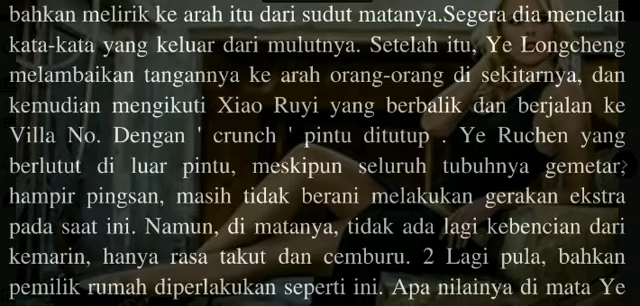 bahkan melirik ke arah itu dari sudut matanya.Segera dia menelan
kata-kata yang keluar dari mulutnya. Setelah itu, Ye Longcheng
melambaikan tangannya ke arah orang-orang di sekitarnya, dan
kemudian mengikuti Xiao Ruyi yang berbalik dan berjalan ke
Villa No. Dengan ' crunch ' pintu ditutup . Ye Ruchen yang
berlutut di luar pintu, meskipun seluruh tubuhnya gemetar,
hampir pingsan, masih tidak berani melakukan gerakan ekstra
pada saat ini. Namun, di matanya, tidak ada lagi kebencian dari
kemarin, hanya rasa takut dan cemburu. 2 Lagi pula, bahkan
pemilik rumah diperlakukan seperti ini. Apa nilainya di mata Ye